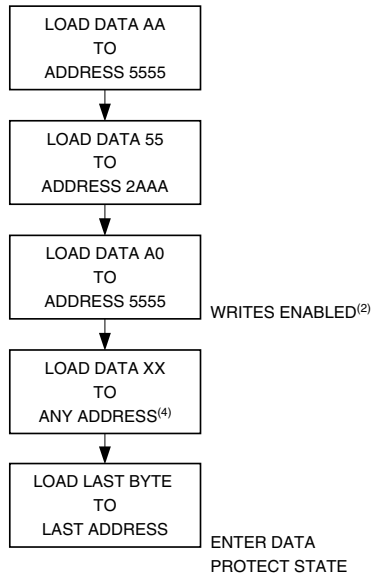 LOAD DATA AA
TO
ADDRESS 5555
LOAD DATA 55
TO
ADDRESS 2AAA
LOAD DATA A0
TO
ADDRESS 5555
WRITES ENABLED(2)
LOAD DATA XX
TO
ANY ADDRESS(4)
LOAD LAST BYTE
TO
LAST ADDRESS
ENTER DATA
PROTECT STATE